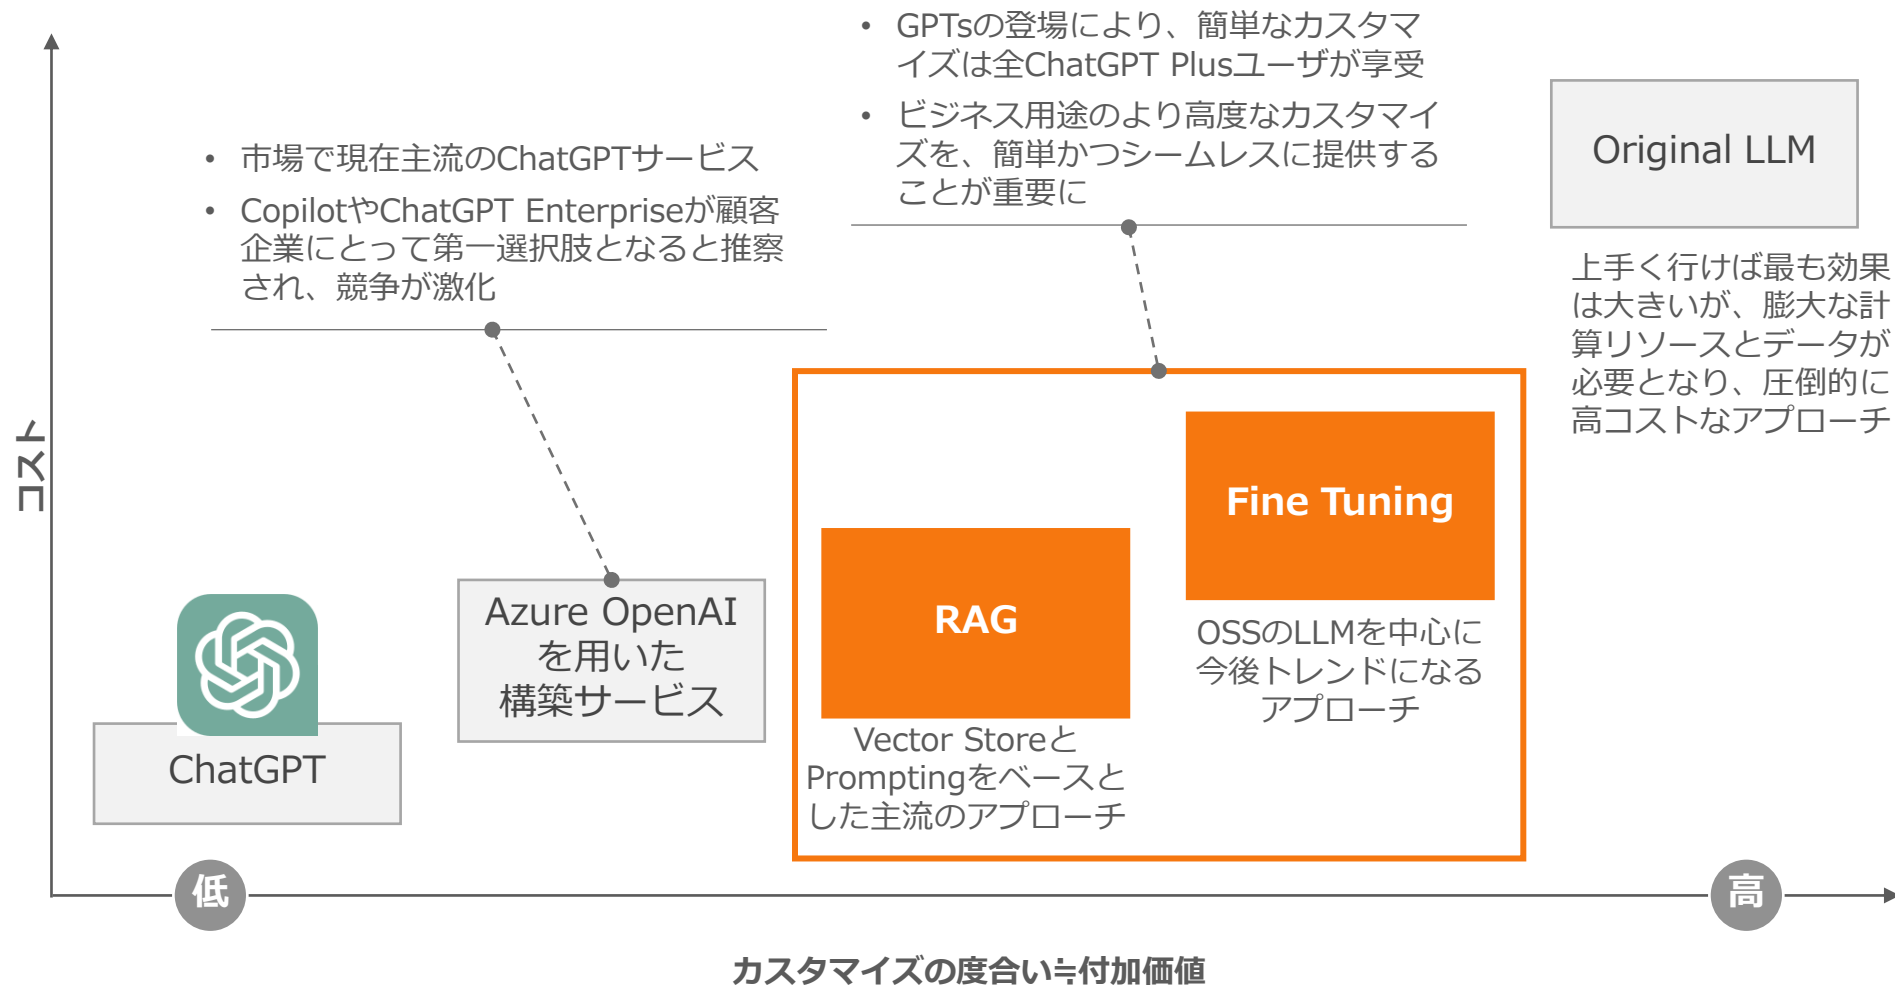 • GPTsの登場により、簡単なカスタマ
イズは全ChatGPT Plusユーザが享受
• ビジネス用途のより高度なカスタマイ
ズを、簡単かつシームレスに提供する
ことが重要に
• 市場で現在主流のChatGPTサービス
• CopilotやChatGPT Enterpriseが顧客
企業にとって第一選択肢となると推察
され、競争が激化
Original LLM
上手く行けば最も効果
は大きいが、膨大な計
算リソースとデータが
必要となり、圧倒的に
高コストなアプローチ
コスト
Fine Tuning
OSSのLLMを中心に
今後トレンドになる
アプローチ
RAG
Vector Storeと
Promptingをベースと
した主流のアプローチ
Azure OpenAI
を用いた
構築サービス
ChatGPT
低
高
カスタマイズの度合い≒付加価値